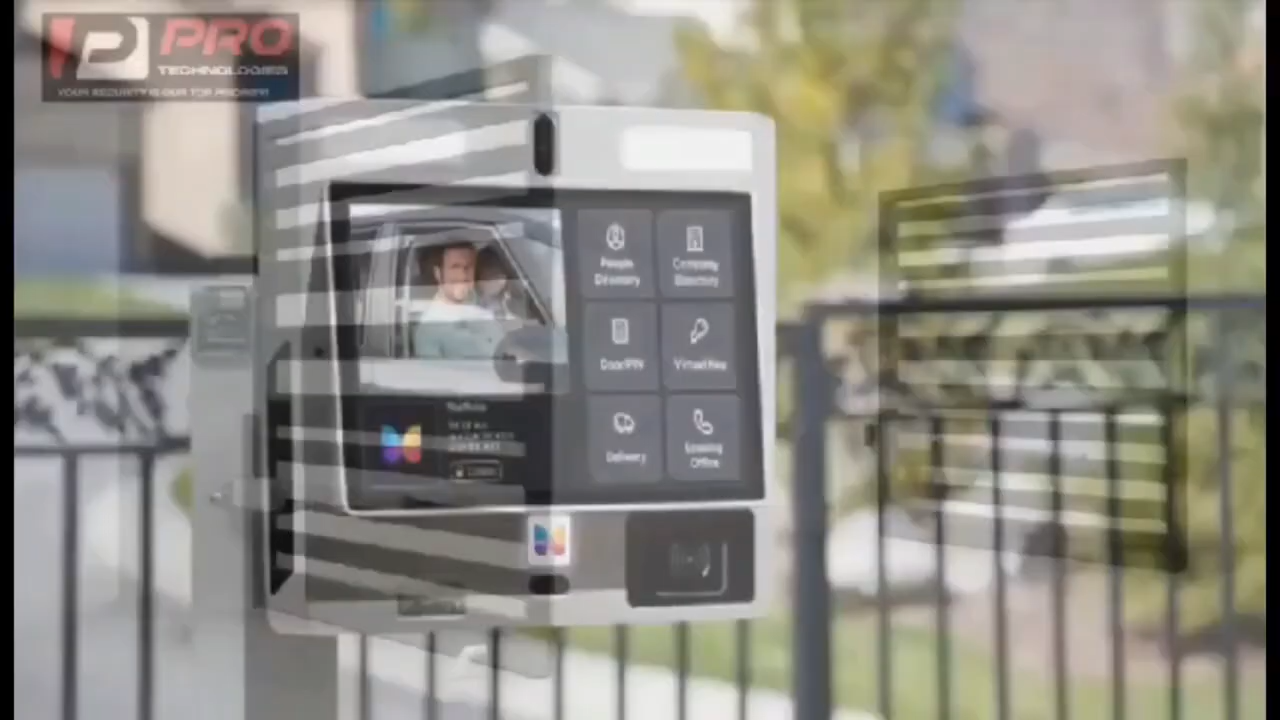 PRO
TECHNOLOGIES
YOUR SECURITY IS OUR TOP PRIORITY
People
Directory
Company
Directory
Door PIN
Virtual Key
Delivery
Leasing
Office